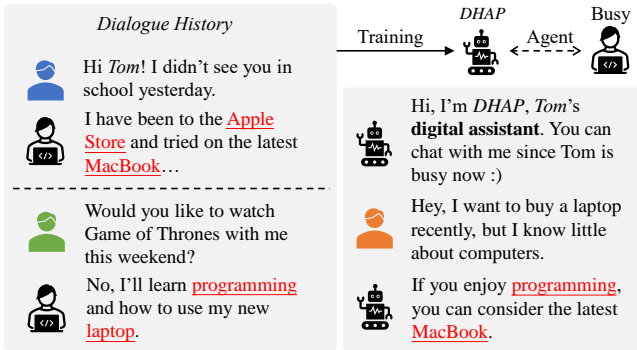 Dialogue History
Hi Tom! I didn't see you in
school yesterday.
I have been to the Apple
Store and tried on the latest
MacBook…
Would you like to watch
Game of Thrones with me
this weekend?
No, I'll learn programming
and how to use my new
laptop.
Training
DHAP
Agent
Busy
Hi, I'm DHAP, Tom's
digital assistant. You can
chat with me since Tom is
busy now :)
Hey, I want to buy a laptop
recently, but I know little
about computers.
If you enjoy programming,
you can consider the latest
MacBook.